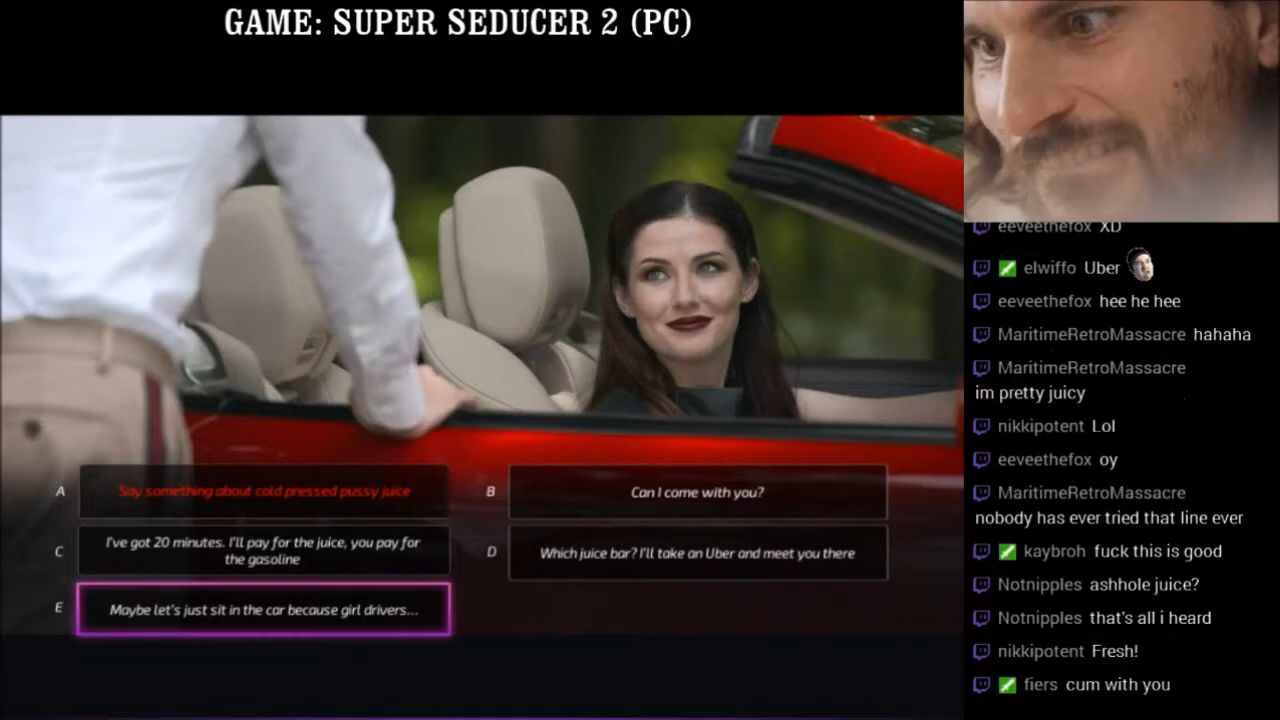 GAME: SUPER SEDUCER 2 (PC)
A
Say something about cold pressed pussy juice
B
Can I come with you?
C
I've got 20 minutes. I'll pay for the juice, you pay for
the gasoline
D
Which juice bar? I'll take an Uber and meet you there
E
Maybe let's just sit in the car because girl drivers...
eeveethefox XD
elwiffo Uber
eeveethefox hee he hee
MaritimeRetroMassacre hahaha
MaritimeRetroMassacre
im pretty juicy
nikkipotent Lol
eeveethefox oy
MaritimeRetroMassacre
nobody has ever tried that line ever
kaybroh fuck this is good
Notnipples ashhole juice?
Notnipples that's all i heard
nikkipotent Fresh!
fiers cum with you